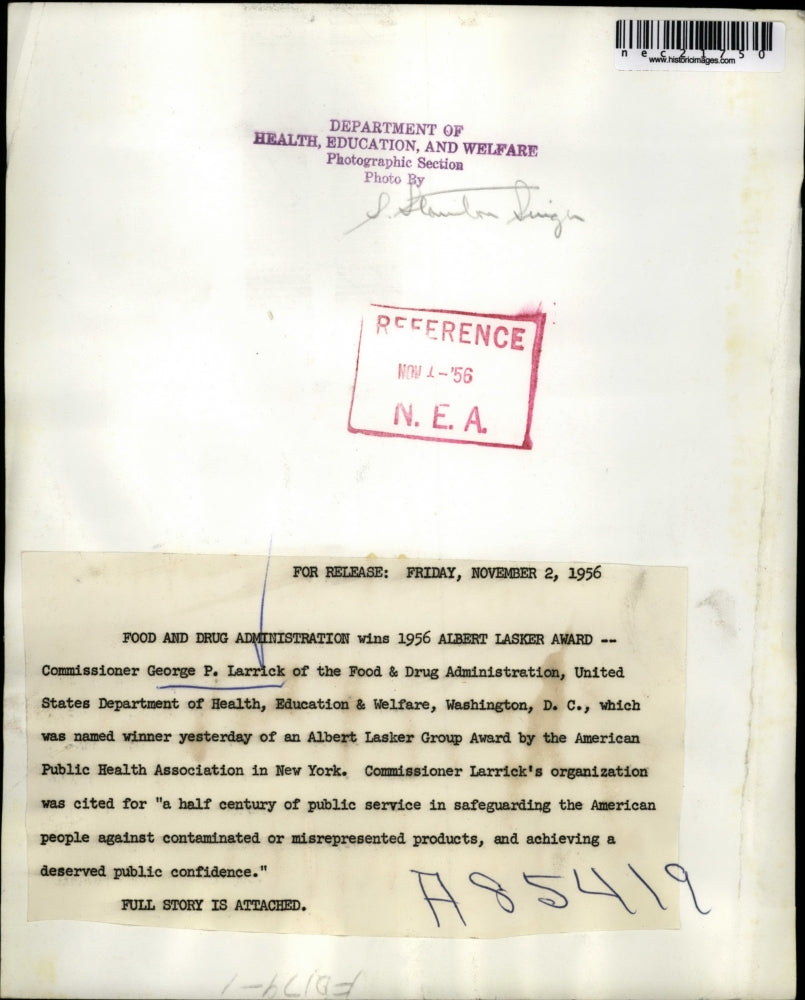 nec21750
www.historicimages.com
DEPARTMENT OF
HEALTH, EDUCATION, AND WELFARE
Photographic Section
Photo By
REFERENCE
NOV 1-'56
N. E. A.
FOR RELEASE: FRIDAY, NOVEMBER 2, 1956
FOOD AND DRUG ADMINISTRATION wins 1956 ALBERT LASKER AWARD --
Commissioner George P. Larrick of the Food & Drug Administration, United
States Department of Health, Education & Welfare, Washington, D. C., which
was named winner yesterday of an Albert Lasker Group Award by the American
Public Health Association in New York. Commissioner Larrick's organization
was cited for "a half century of public service in safeguarding the American
people against contaminated or misrepresented products, and achieving a
deserved public confidence."
FULL STORY IS ATTACHED.
A85419